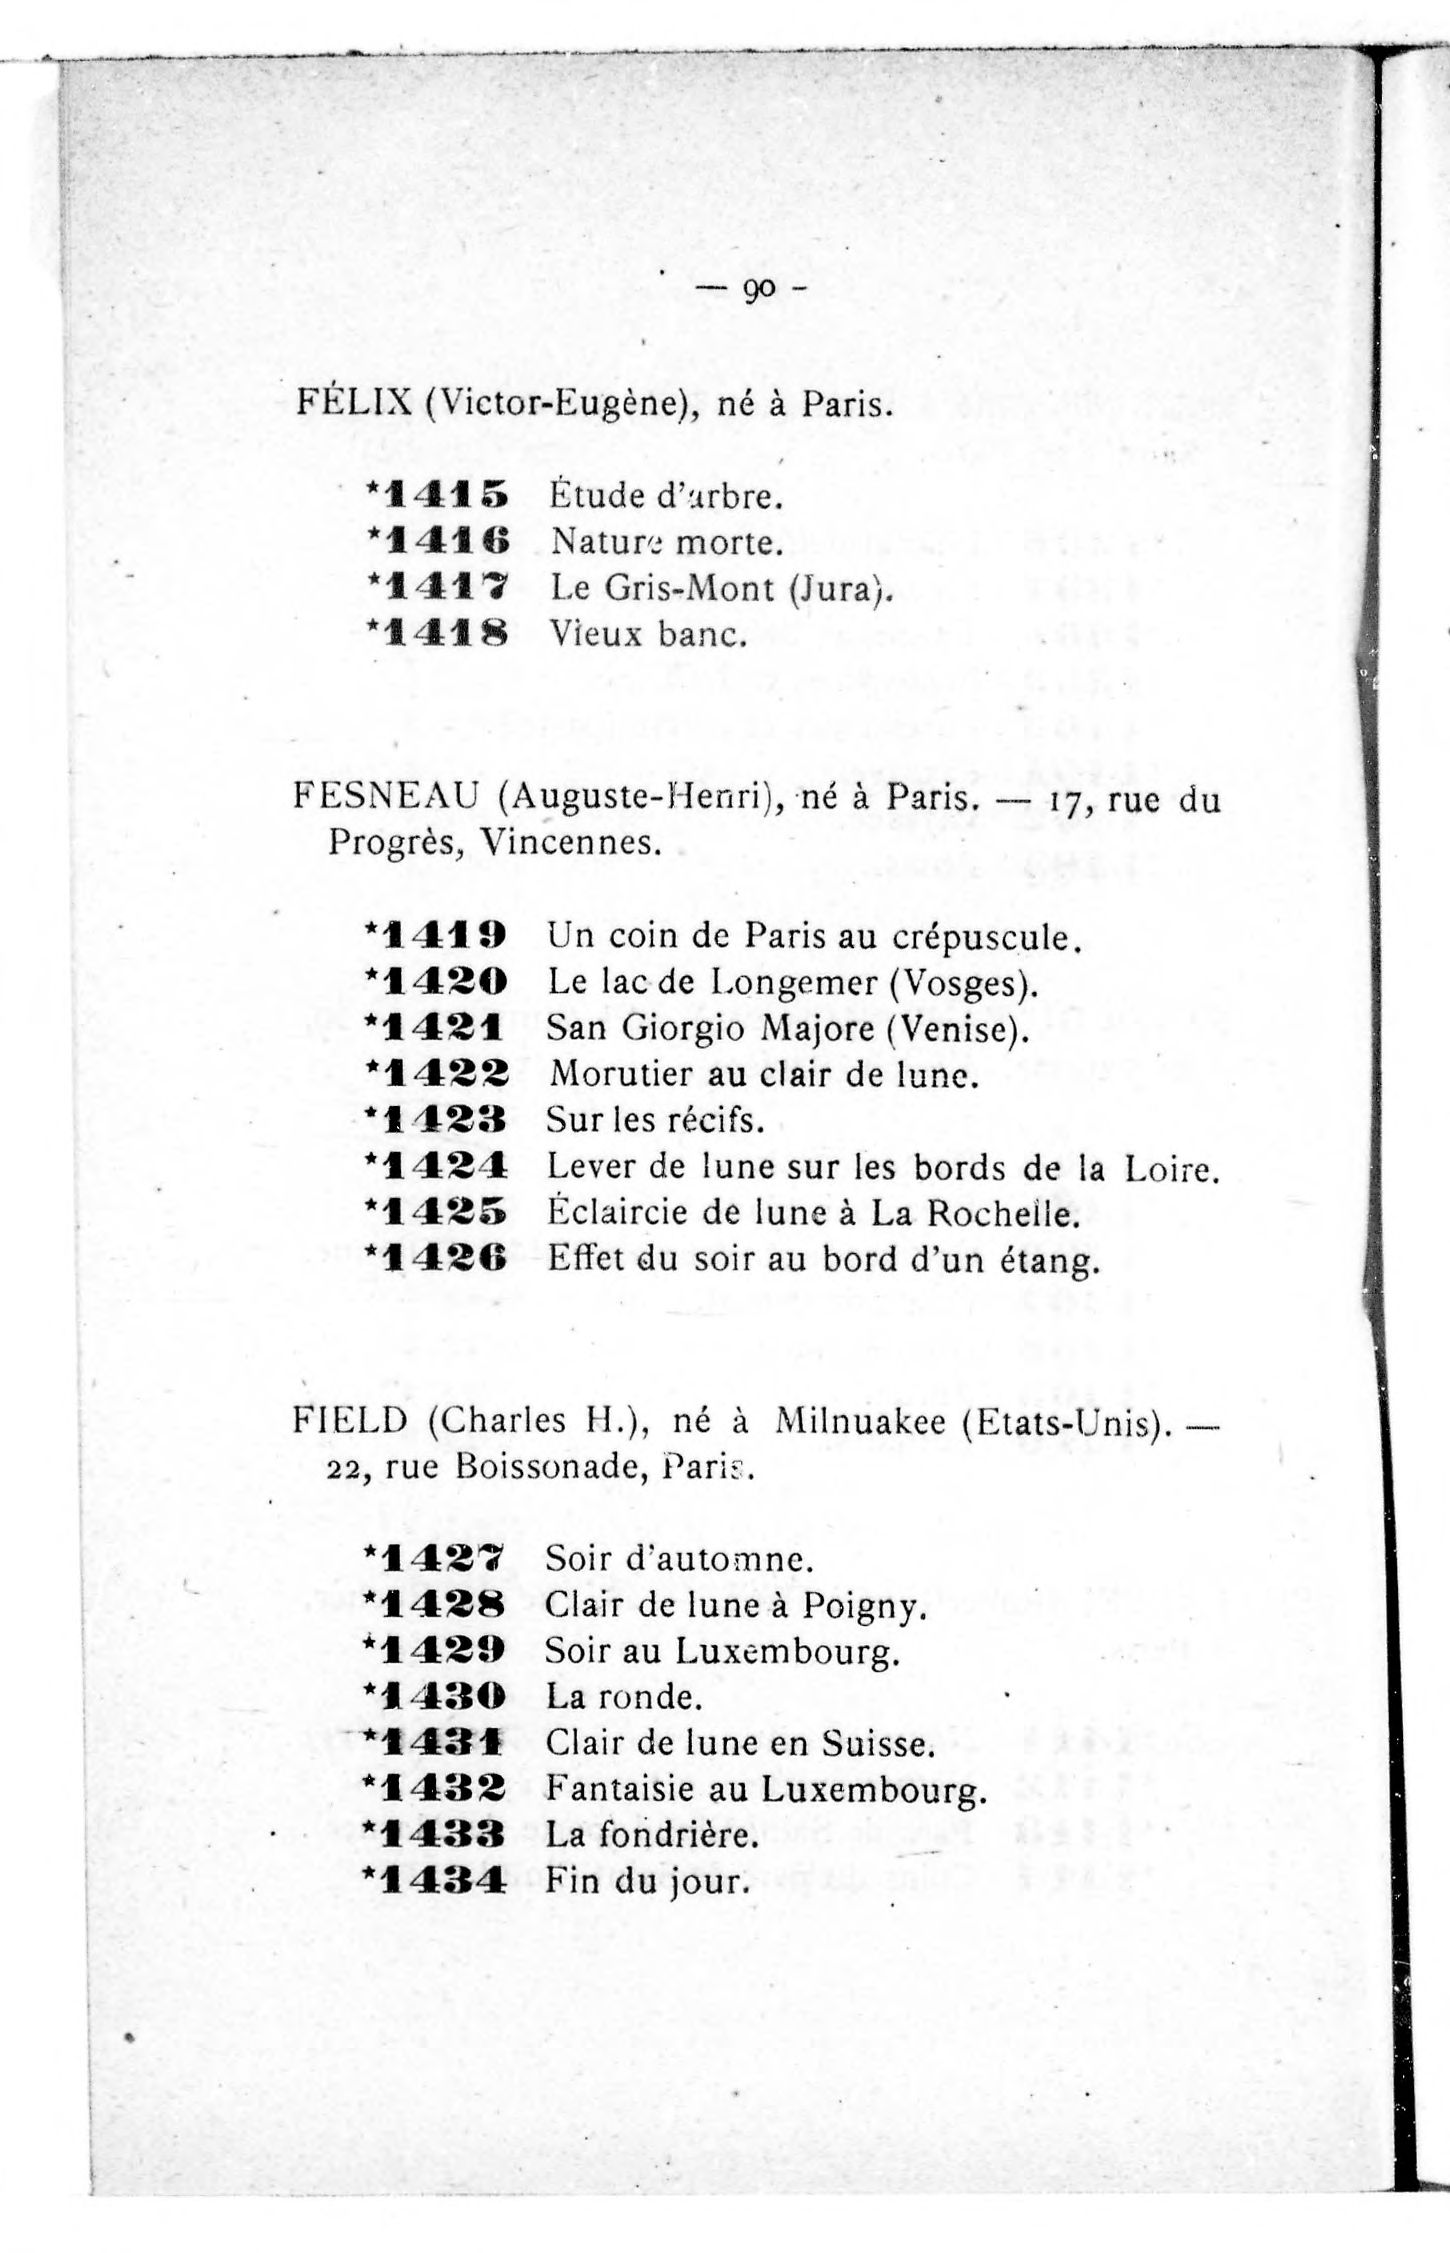 — 90 -
FÉLIX (Victor-Eugène), né à Paris.
*1415 Étude d'arbre.
*1416 Nature morte.
*1417 Le Gris-Mont (Jura).
*1418 Vieux banc.
FESNEAU (Auguste-Henri), né à Paris. — 17, rue du
Progrès, Vincennes.
*1419 Un coin de Paris au crépuscule.
*1420 Le lac de Longemer (Vosges).
*1421 San Giorgio Majore (Venise).
*1422 Morutier au clair de lune.
*1423 Sur les récifs.
*1424 Lever de lune sur les bords de la Loire.
*1425 Éclaircie de lune à La Rochelle.
*1426 Effet du soir au bord d'un étang.
FIELD (Charles H.), né à Milnuakee (Etats-Unis). —
22, rue Boissonade, Paris.
*1427 Soir d'automne.
*1428 Clair de lune à Poigny.
*1429 Soir au Luxembourg.
*1430 La ronde.
*1431 Clair de lune en Suisse.
*1432 Fantaisie au Luxembourg.
*1433 La fondrière.
*1434 Fin du jour.